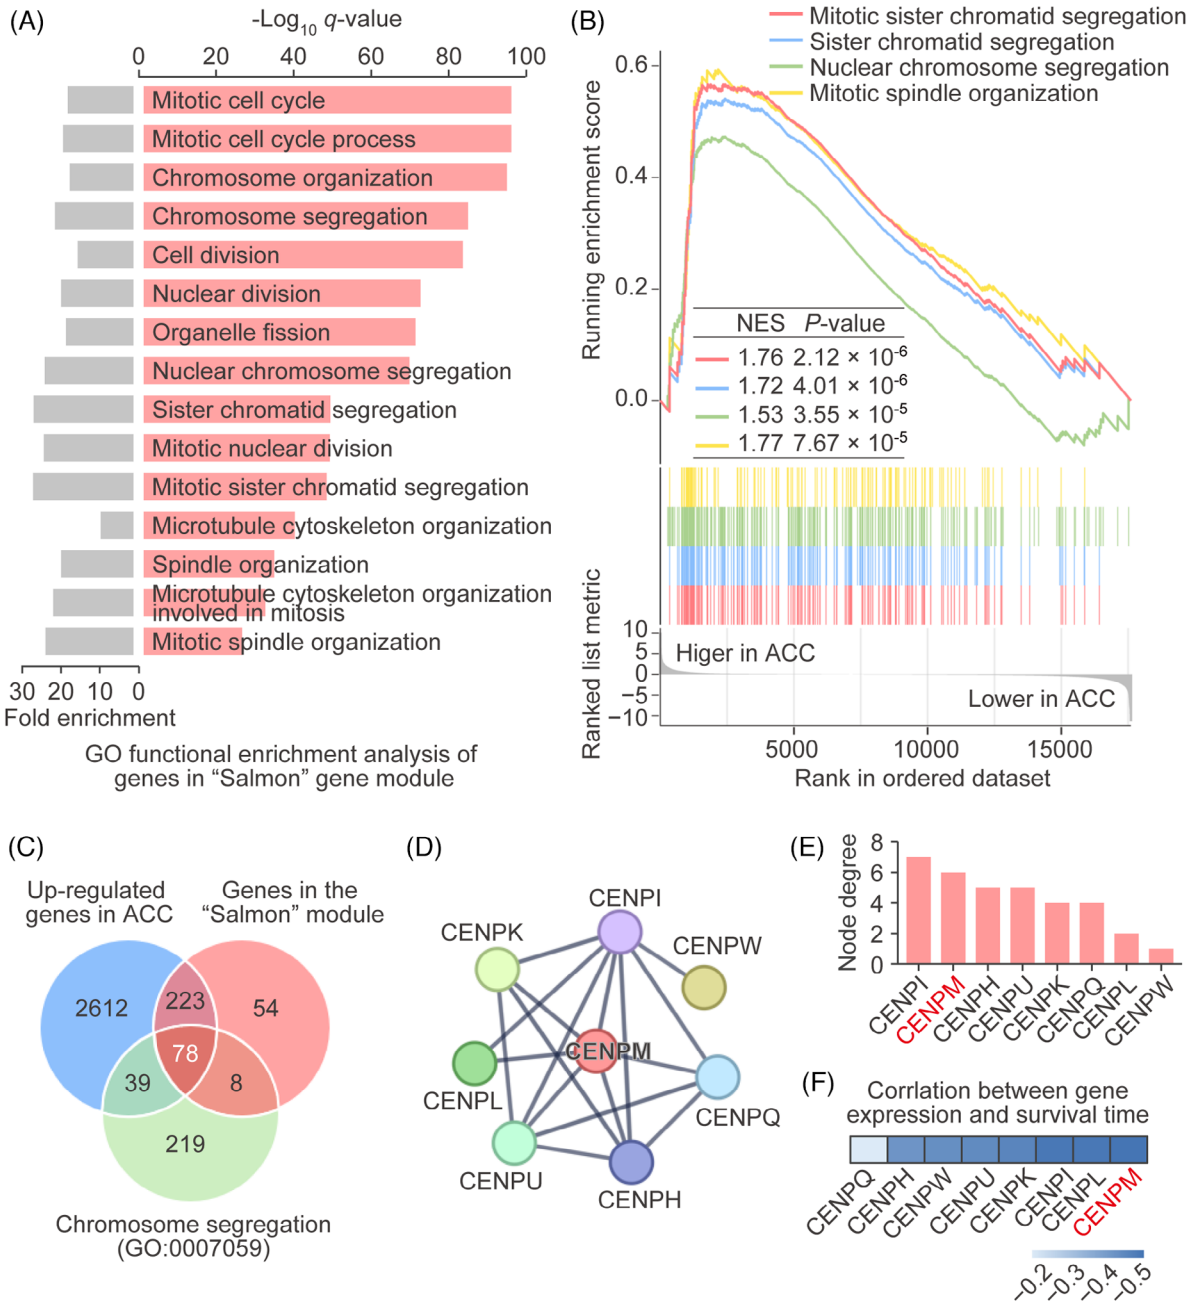 (A)
-Log10 q-value
0 20 40 60 80 100
Mitotic cell cycle
Mitotic cell cycle process
Chromosome organization
Chromosome segregation
Cell division
Nuclear division
Organelle fission
Nuclear chromosome segregation
Sister chromatid segregation
Mitotic nuclear division
Mitotic sister chromatid segregation
Microtubule cytoskeleton organization
Spindle organization
Microtubule cytoskeleton organization
involved in mitosis
Mitotic spindle organization
30 20 10 0
Fold enrichment
GO functional enrichment analysis of
genes in “Salmon” gene module
(B)
Mitotic sister chromatid segregation
Sister chromatid segregation
Nuclear chromosome segregation
Mitotic spindle organization
Running enrichment score
0.6
0.4
0.2
0.0
NES P-value
1.76 2.12 × 10-6
1.72 4.01 × 10-6
1.53 3.55 × 10-5
1.77 7.67 × 10-5
Ranked list metric
10
5
0
−5
−10
Higer in ACC
Lower in ACC
5000 10000 15000
Rank in ordered dataset
(C)
Up-regulated
genes in ACC
Genes in the
“Salmon” module
2612
223
54
78
39
8
219
Chromosome segregation
(GO:0007059)
(D)
CENPI
CENPK
CENPW
CENPM
CENPL
CENPQ
CENPU
CENPH
(E)
Node degree
8
6
4
2
0
CENPI
CENPM
CENPH
CENPU
CENPK
CENPQ
CENPL
CENPW
(F)
Corrlation between gene
expression and survival time
CENPQ
CENPH
CENPW
CENPU
CENPK
CENPI
CENPL
CENPM
−0.2
−0.3
−0.4
−0.5